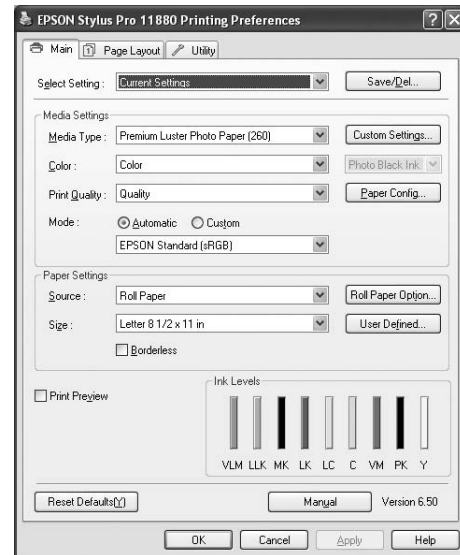 EPSON Stylus Pro 11880 Printing Preferences
Main Page Layout Utility
Select Setting : Current Settings Save/Del...
Media Settings
Media Type : Premium Luster Photo Paper (260) Custom Settings...
Color : Color Photo Black Ink
Print Quality : Quality Paper Config...
Mode : Automatic Custom
EPSON Standard (sRGB)
Paper Settings
Source : Roll Paper Roll Paper Option...
Size : Letter 8 1/2 x 11 in User Defined...
Borderless
Print Preview
Ink Levels
VLM LLK MK LK LC C VM PK Y
Reset Defaults(Y) Manual Version 6.50
OK Cancel Apply Help